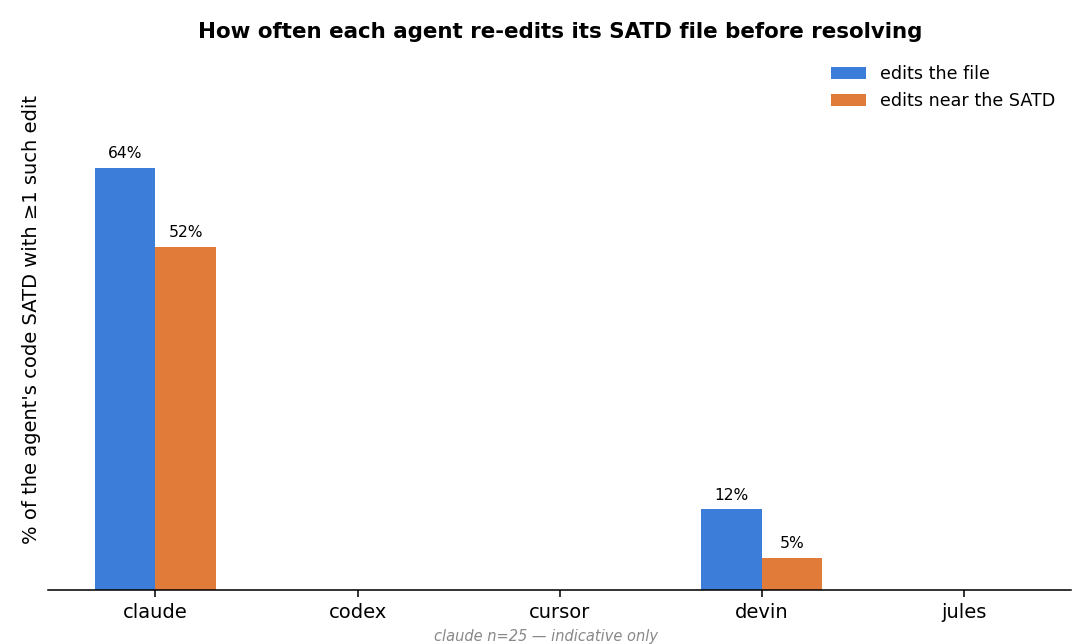 How often each agent re-edits its SATD file before resolving
edits the file
edits near the SATD
% of the agent's code SATD with ≥1 such edit
64%
52%
12%
5%
claude
codex
cursor
devin
jules
claude n=25 — indicative only